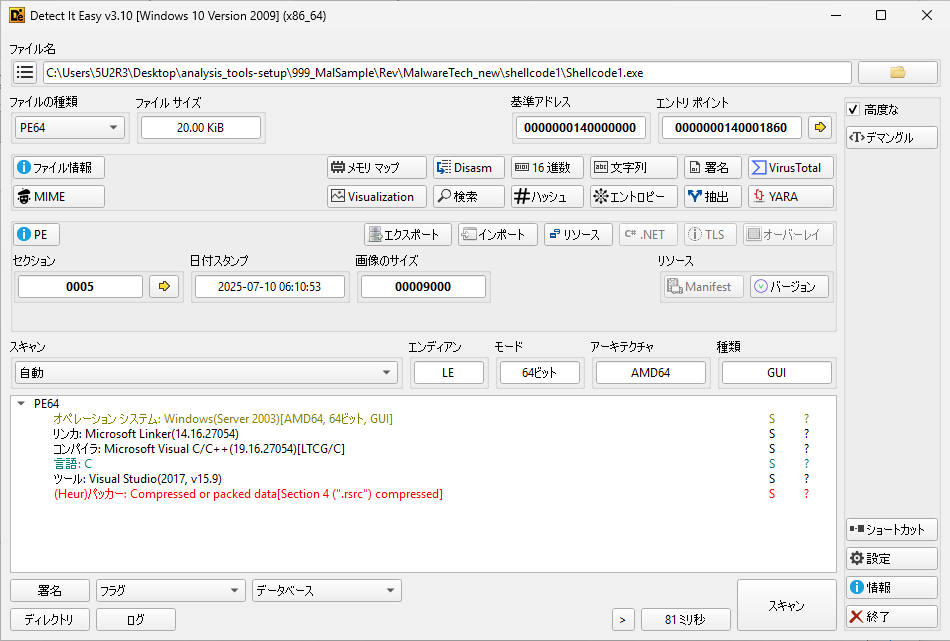 Detect It Easy v3.10 [Windows 10 Version 2009] (x86_64)
ファイル名
C:\Users\5U2R3\Desktop\analysis_tools-setup\999_MalSample\Rev\MalwareTech_new\shellcode1\Shellcode1.exe
ファイルの種類 ファイル サイズ 基準アドレス エントリ ポイント
PE64 20.00 KiB 0000000140000000 0000000140001860
高度な
デマングル
ファイル情報 メモリ マップ Disasm 16 進数 文字列 署名 VirusTotal
MIME Visualization 検索 ハッシュ エントロピー 抽出 YARA
PE エクスポート インポート リソース C# .NET TLS オーバーレイ
セクション 日付スタンプ 画像のサイズ リソース
0005 2025-07-10 06:10:53 00009000 Manifest バージョン
スキャン エンディアン モード アーキテクチャ 種類
自動 LE 64ビット AMD64 GUI
PE64
オペレーション システム: Windows(Server 2003)[AMD64, 64ビット, GUI] S ?
リンカ: Microsoft Linker(14.16.27054) S ?
コンパイラ: Microsoft Visual C/C++(19.16.27054)[LTCG/C] S ?
言語: C S ?
ツール: Visual Studio(2017, v15.9) S ?
(Heur)パッカー: Compressed or packed data[Section 4 (".rsrc") compressed] S ?
ショートカット
設定
情報
終了
署名 フラグ データベース スキャン
ディレクトリ ログ > 81 ミリ秒